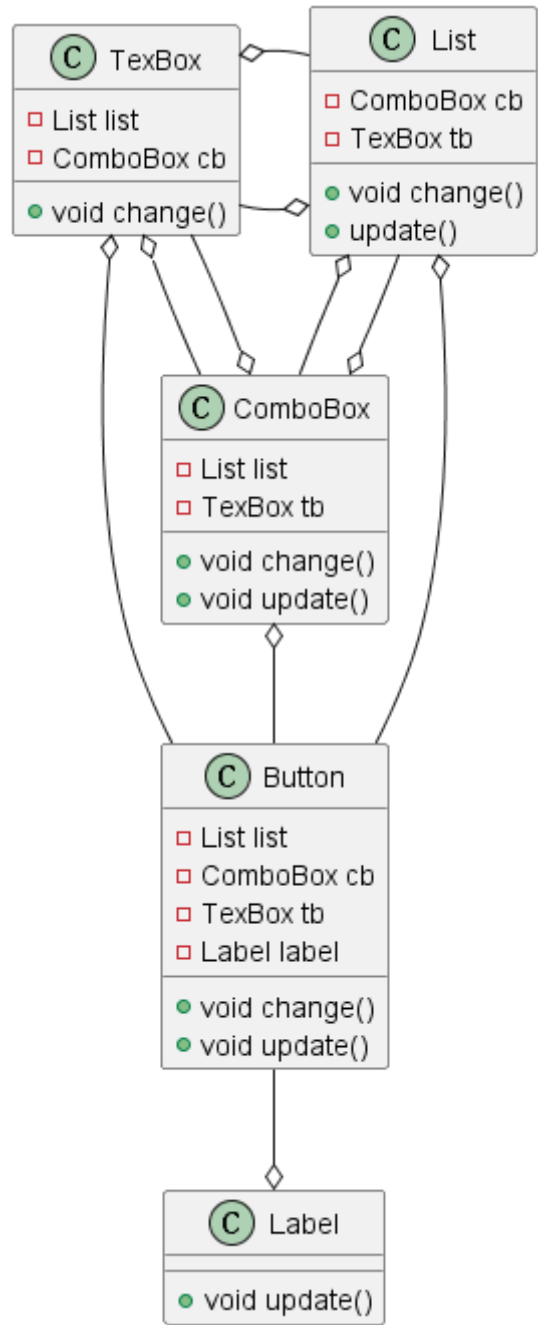 C TexBox
List list
ComboBox cb
void change()
C List
ComboBox cb
TexBox tb
void change()
update()
C ComboBox
List list
TexBox tb
void change()
void update()
C Button
List list
ComboBox cb
TexBox tb
Label label
void change()
void update()
C Label
void update()